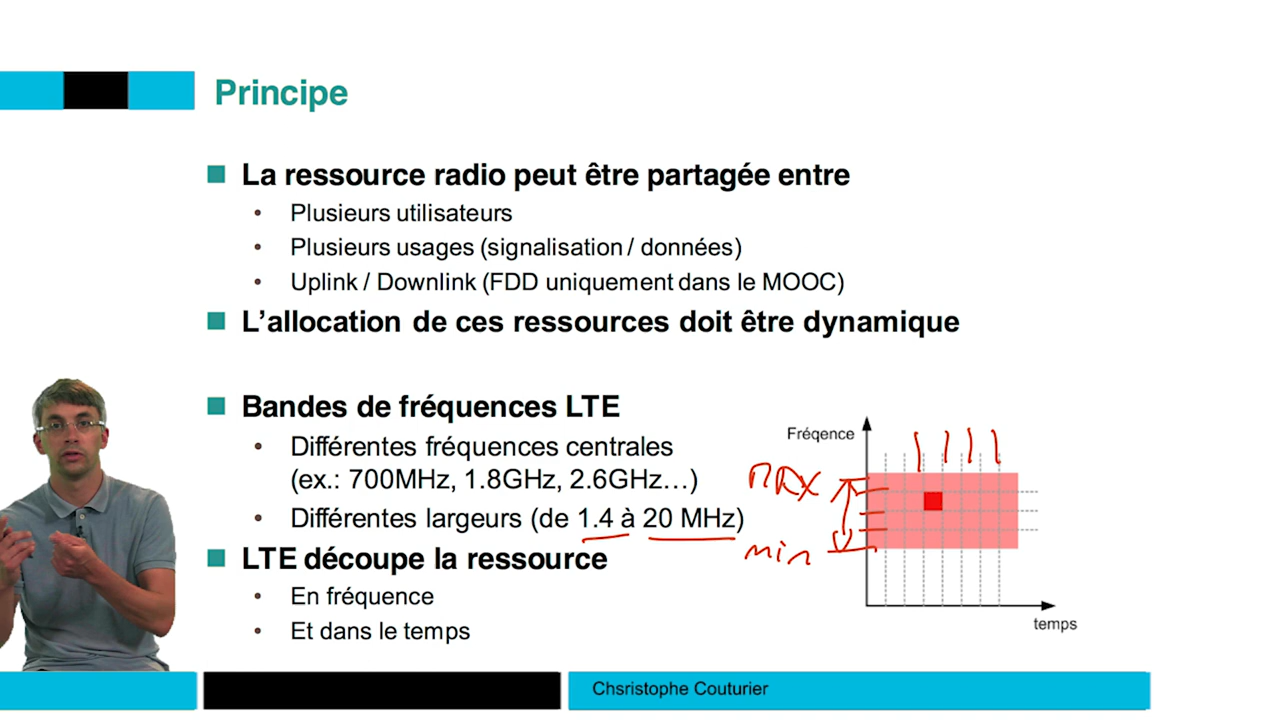 Principe
La ressource radio peut être partagée entre
Plusieurs utilisateurs
Plusieurs usages (signalisation / données)
Uplink / Downlink (FDD uniquement dans le MOOC)
L’allocation de ces ressources doit être dynamique
Bandes de fréquences LTE
Différentes fréquences centrales
(ex.: 700MHz, 1.8GHz, 2.6GHz…)
Différentes largeurs (de 1.4 à 20 MHz)
LTE découpe la ressource
En fréquence
Et dans le temps
Fréqence
MAX
min
temps
Chsristophe Couturier